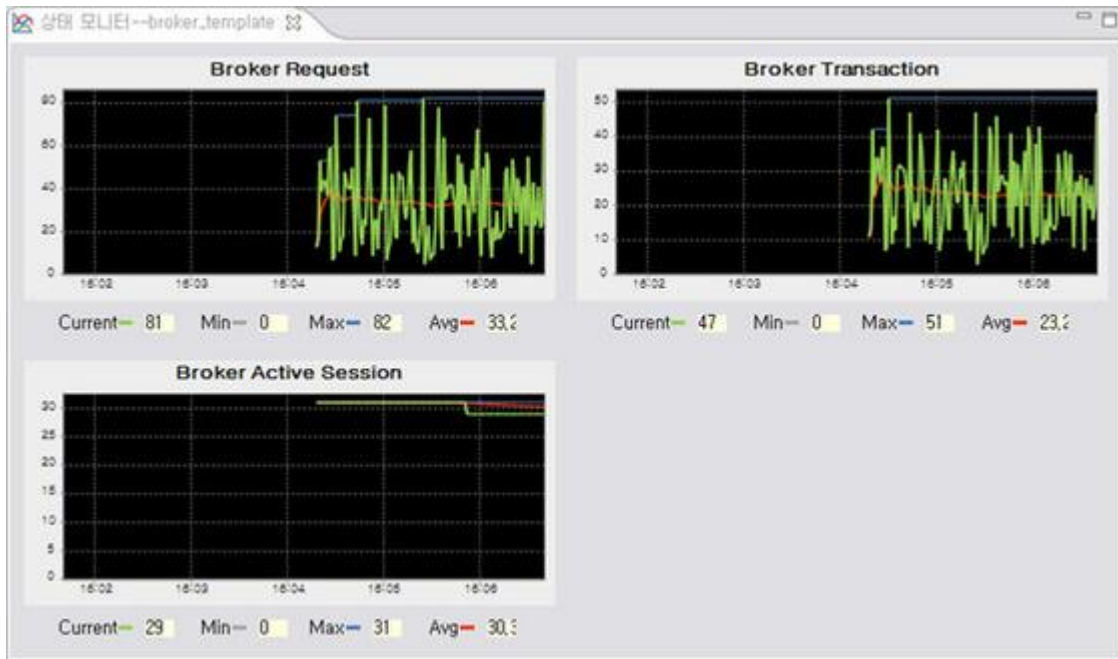 상태 모니터--broker_template
Broker Request
80
60
40
20
0
16:02 16:03 16:04 16:05 16:06
Current 81 Min 0 Max 82 Avg 33,2
Broker Transaction
50
40
30
20
10
0
16:02 16:03 16:04 16:05 16:06
Current 47 Min 0 Max 51 Avg 23,2
Broker Active Session
30
25
20
15
10
5
0
16:02 16:03 16:04 16:05 16:06
Current 29 Min 0 Max 31 Avg 30,3